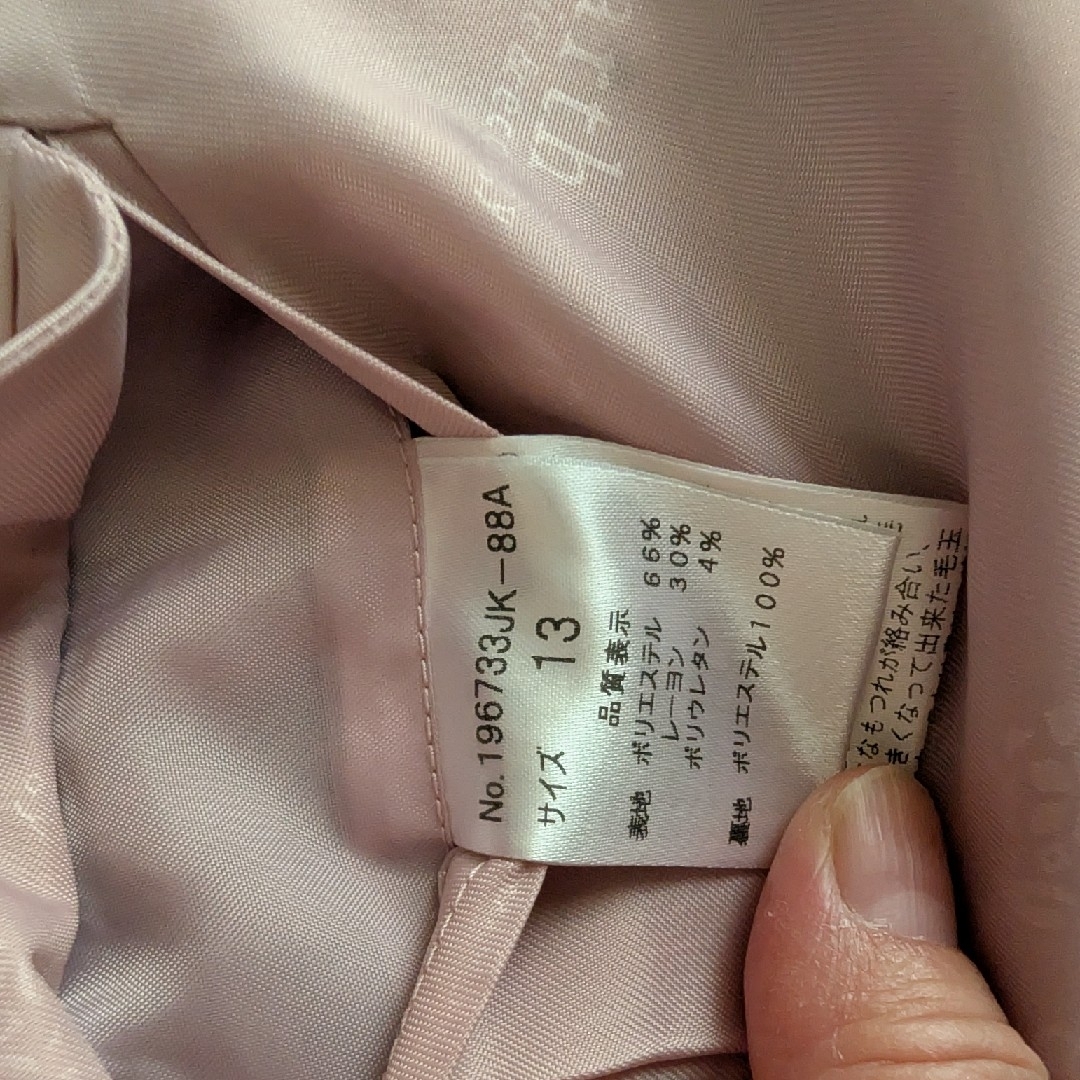 No.196733JK-88A
サイズ 13
品質表示
表地 ポリエステル 66%
レーヨン 30%
ポリウレタン 4%
裏地 ポリエステル100%
なもつれが絡み合い、
きくなって出来た毛玉